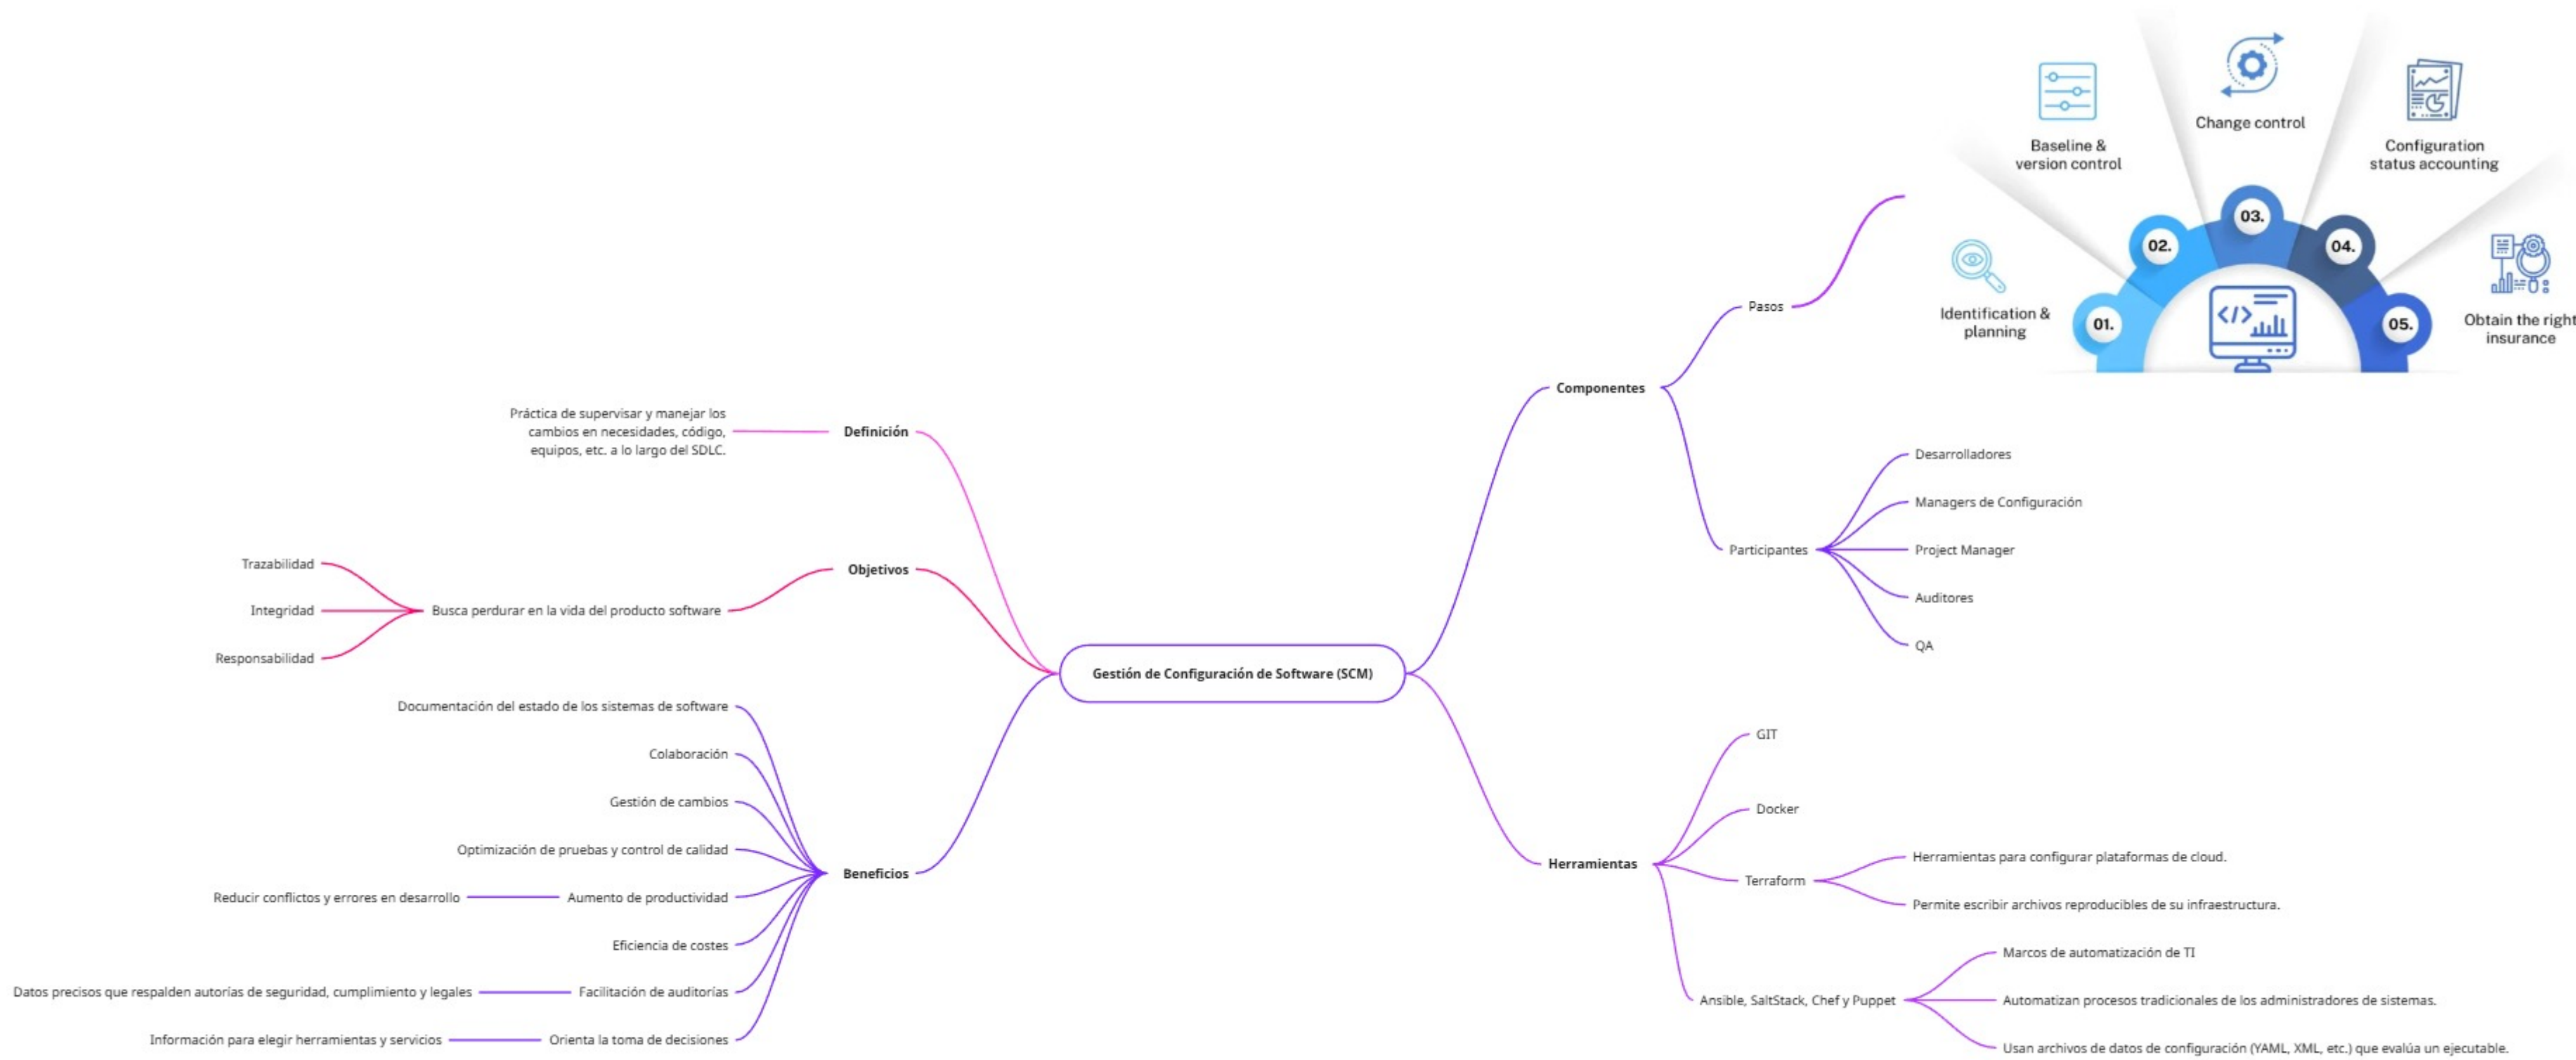 Gestión de Configuración de Software (SCM)
Definición
Práctica de supervisar y manejar los
cambios en necesidades, código,
equipos, etc. a lo largo del SDLC.
Objetivos
Busca perdurar en la vida del producto software
Trazabilidad
Integridad
Responsabilidad
Beneficios
Documentación del estado de los sistemas de software
Colaboración
Gestión de cambios
Optimización de pruebas y control de calidad
Aumento de productividad
Reducir conflictos y errores en desarrollo
Eficiencia de costes
Facilitación de auditorías
Datos precisos que respalden autorías de seguridad, cumplimiento y legales
Orienta la toma de decisiones
Información para elegir herramientas y servicios
Componentes
Pasos
01.
Identification &
planning
02.
Baseline &
version control
03.
Change control
04.
Configuration
status accounting
05.
Obtain the right
insurance
</>
Participantes
Desarrolladores
Managers de Configuración
Project Manager
Auditores
QA
Herramientas
GIT
Docker
Terraform
Herramientas para configurar plataformas de cloud.
Permite escribir archivos reproducibles de su infraestructura.
Ansible, SaltStack, Chef y Puppet
Marcos de automatización de TI
Automatizan procesos tradicionales de los administradores de sistemas.
Usan archivos de datos de configuración (YAML, XML, etc.) que evalúa un ejecutable.